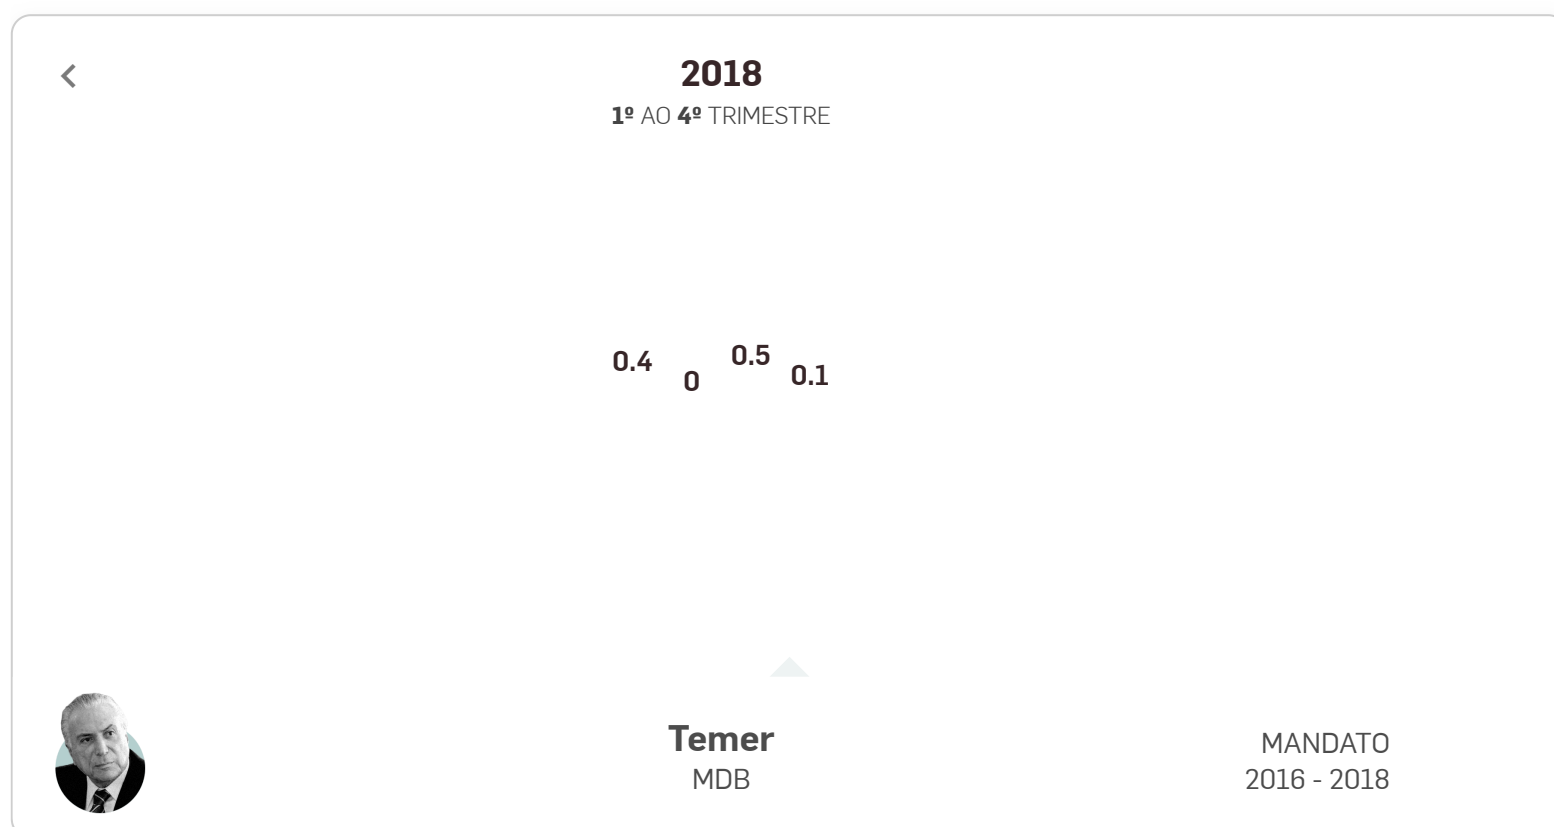 2018
1º AO 4º TRIMESTRE
0.4 0 0.5 0.1
Temer
MDB
MANDATO
2016 - 2018